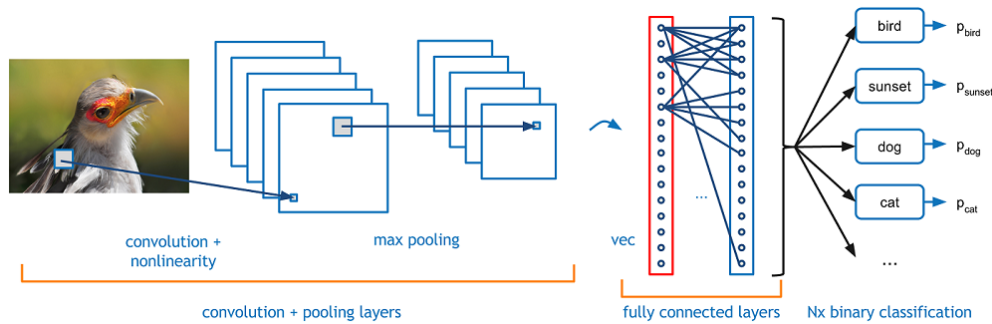 bird
p_bird
sunset
p_sunset
dog
p_dog
cat
p_cat
...
...
convolution +
nonlinearity
max pooling
vec
convolution + pooling layers
fully connected layers
Nx binary classification